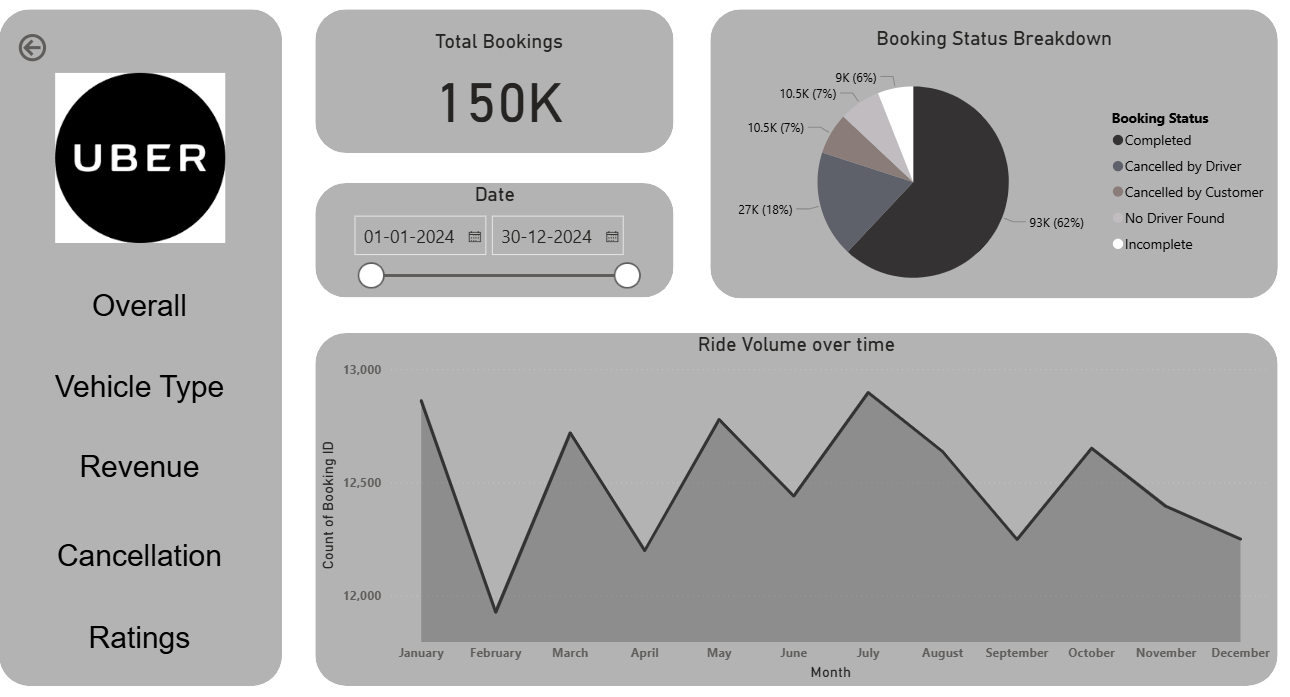 UBER
Overall
Vehicle Type
Revenue
Cancellation
Ratings
Total Bookings
150K
Date
01-01-2024
30-12-2024
Booking Status Breakdown
9K (6%)
10.5K (7%)
10.5K (7%)
27K (18%)
93K (62%)
Booking Status
Completed
Cancelled by Driver
Cancelled by Customer
No Driver Found
Incomplete
Ride Volume over time
Count of Booking ID
13,000
12,500
12,000
January February March April May June July August September October November December
Month